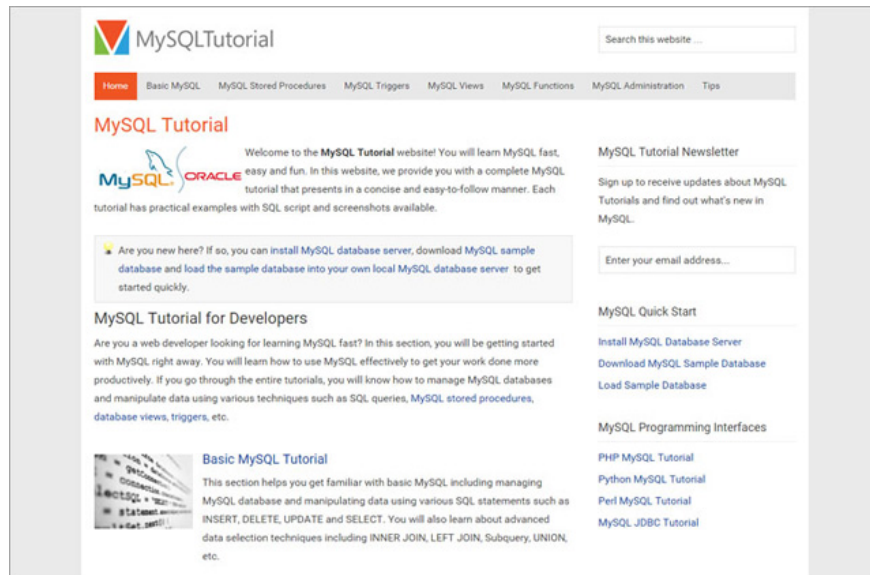 MySQLTutorial
Search this website ...
Home Basic MySQL MySQL Stored Procedures MySQL Triggers MySQL Views MySQL Functions MySQL Administration Tips
MySQL Tutorial
MySQL ORACLE
Welcome to the MySQL Tutorial website! You will learn MySQL fast,
easy and fun. In this website, we provide you with a complete MySQL
tutorial that presents in a concise and easy-to-follow manner. Each
tutorial has practical examples with SQL script and screenshots available.
Are you new here? If so, you can install MySQL database server, download MySQL sample
database and load the sample database into your own local MySQL database server to get
started quickly.
MySQL Tutorial for Developers
Are you a web developer looking for learning MySQL fast? In this section, you will be getting started
with MySQL right away. You will learn how to use MySQL effectively to get your work done more
productively. If you go through the entire tutorials, you will know how to manage MySQL databases
and manipulate data using various techniques such as SQL queries, MySQL stored procedures,
database views, triggers, etc.
Basic MySQL Tutorial
This section helps you get familiar with basic MySQL including managing
MySQL database and manipulating data using various SQL statements such as
INSERT, DELETE, UPDATE and SELECT. You will also learn about advanced
data selection techniques including INNER JOIN, LEFT JOIN, Subquery, UNION,
etc.
MySQL Tutorial Newsletter
Sign up to receive updates about MySQL
Tutorials and find out what's new in
MySQL.
Enter your email address...
MySQL Quick Start
Install MySQL Database Server
Download MySQL Sample Database
Load Sample Database
MySQL Programming Interfaces
PHP MySQL Tutorial
Python MySQL Tutorial
Perl MySQL Tutorial
MySQL JDBC Tutorial